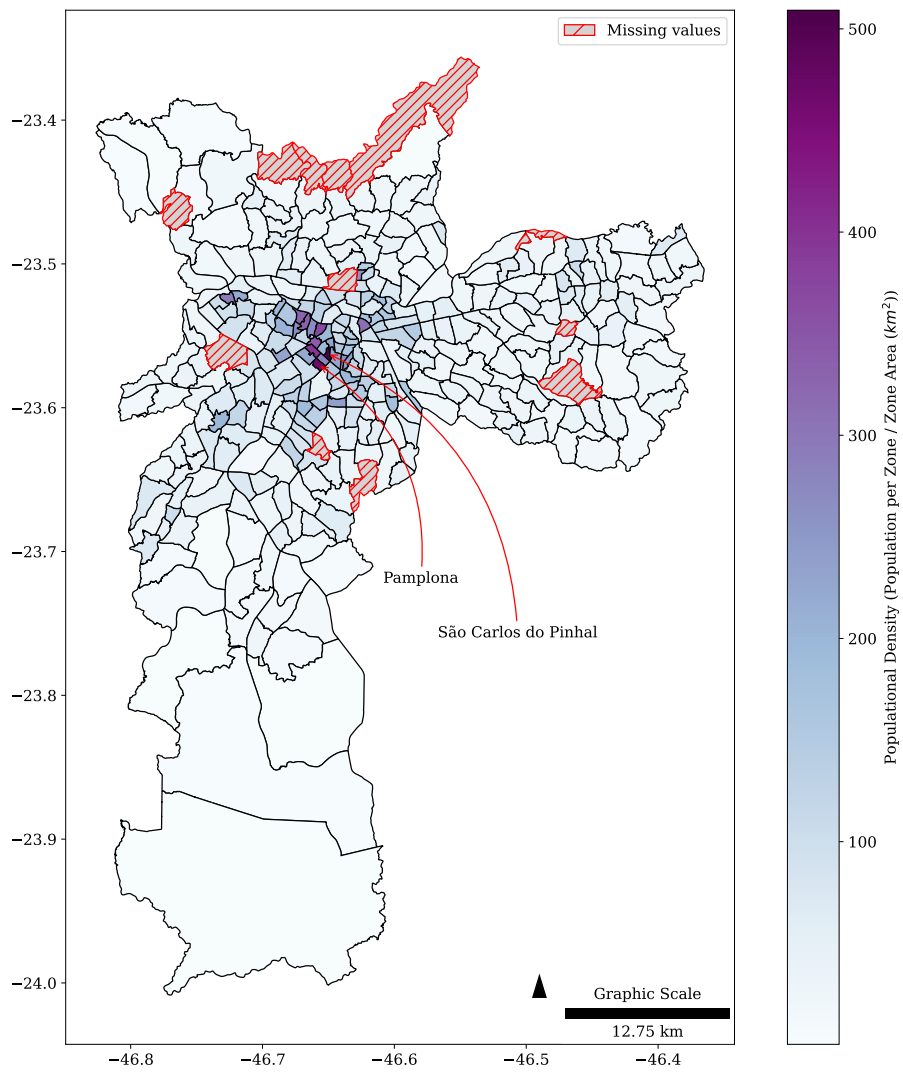 Missing values
−23.4
−23.5
−23.6
−23.7
−23.8
−23.9
−24.0
Pamplona
São Carlos do Pinhal
Graphic Scale
12.75 km
−46.8
−46.7
−46.6
−46.5
−46.4
500
400
300
200
100
Populational Density (Population per Zone / Zone Area (km²))